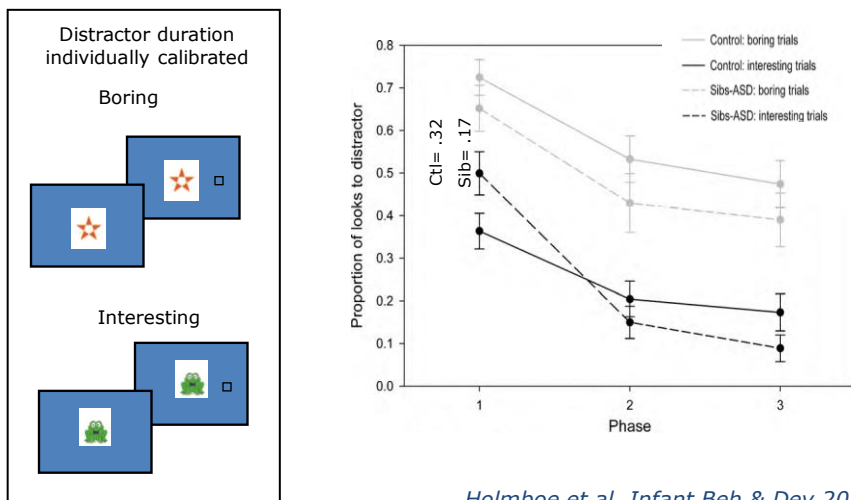 Distractor duration
individually calibrated
Boring
Interesting
0.8
0.7
0.6
0.5
0.4
0.3
0.2
0.1
0.0
Proportion of looks to distractor
Ctl= .32
Sib= .17
Control: boring trials
Control: interesting trials
Sibs-ASD: boring trials
Sibs-ASD: interesting trials
1 2 3
Phase
Holmboe et al. Infant Beh & Dev 20